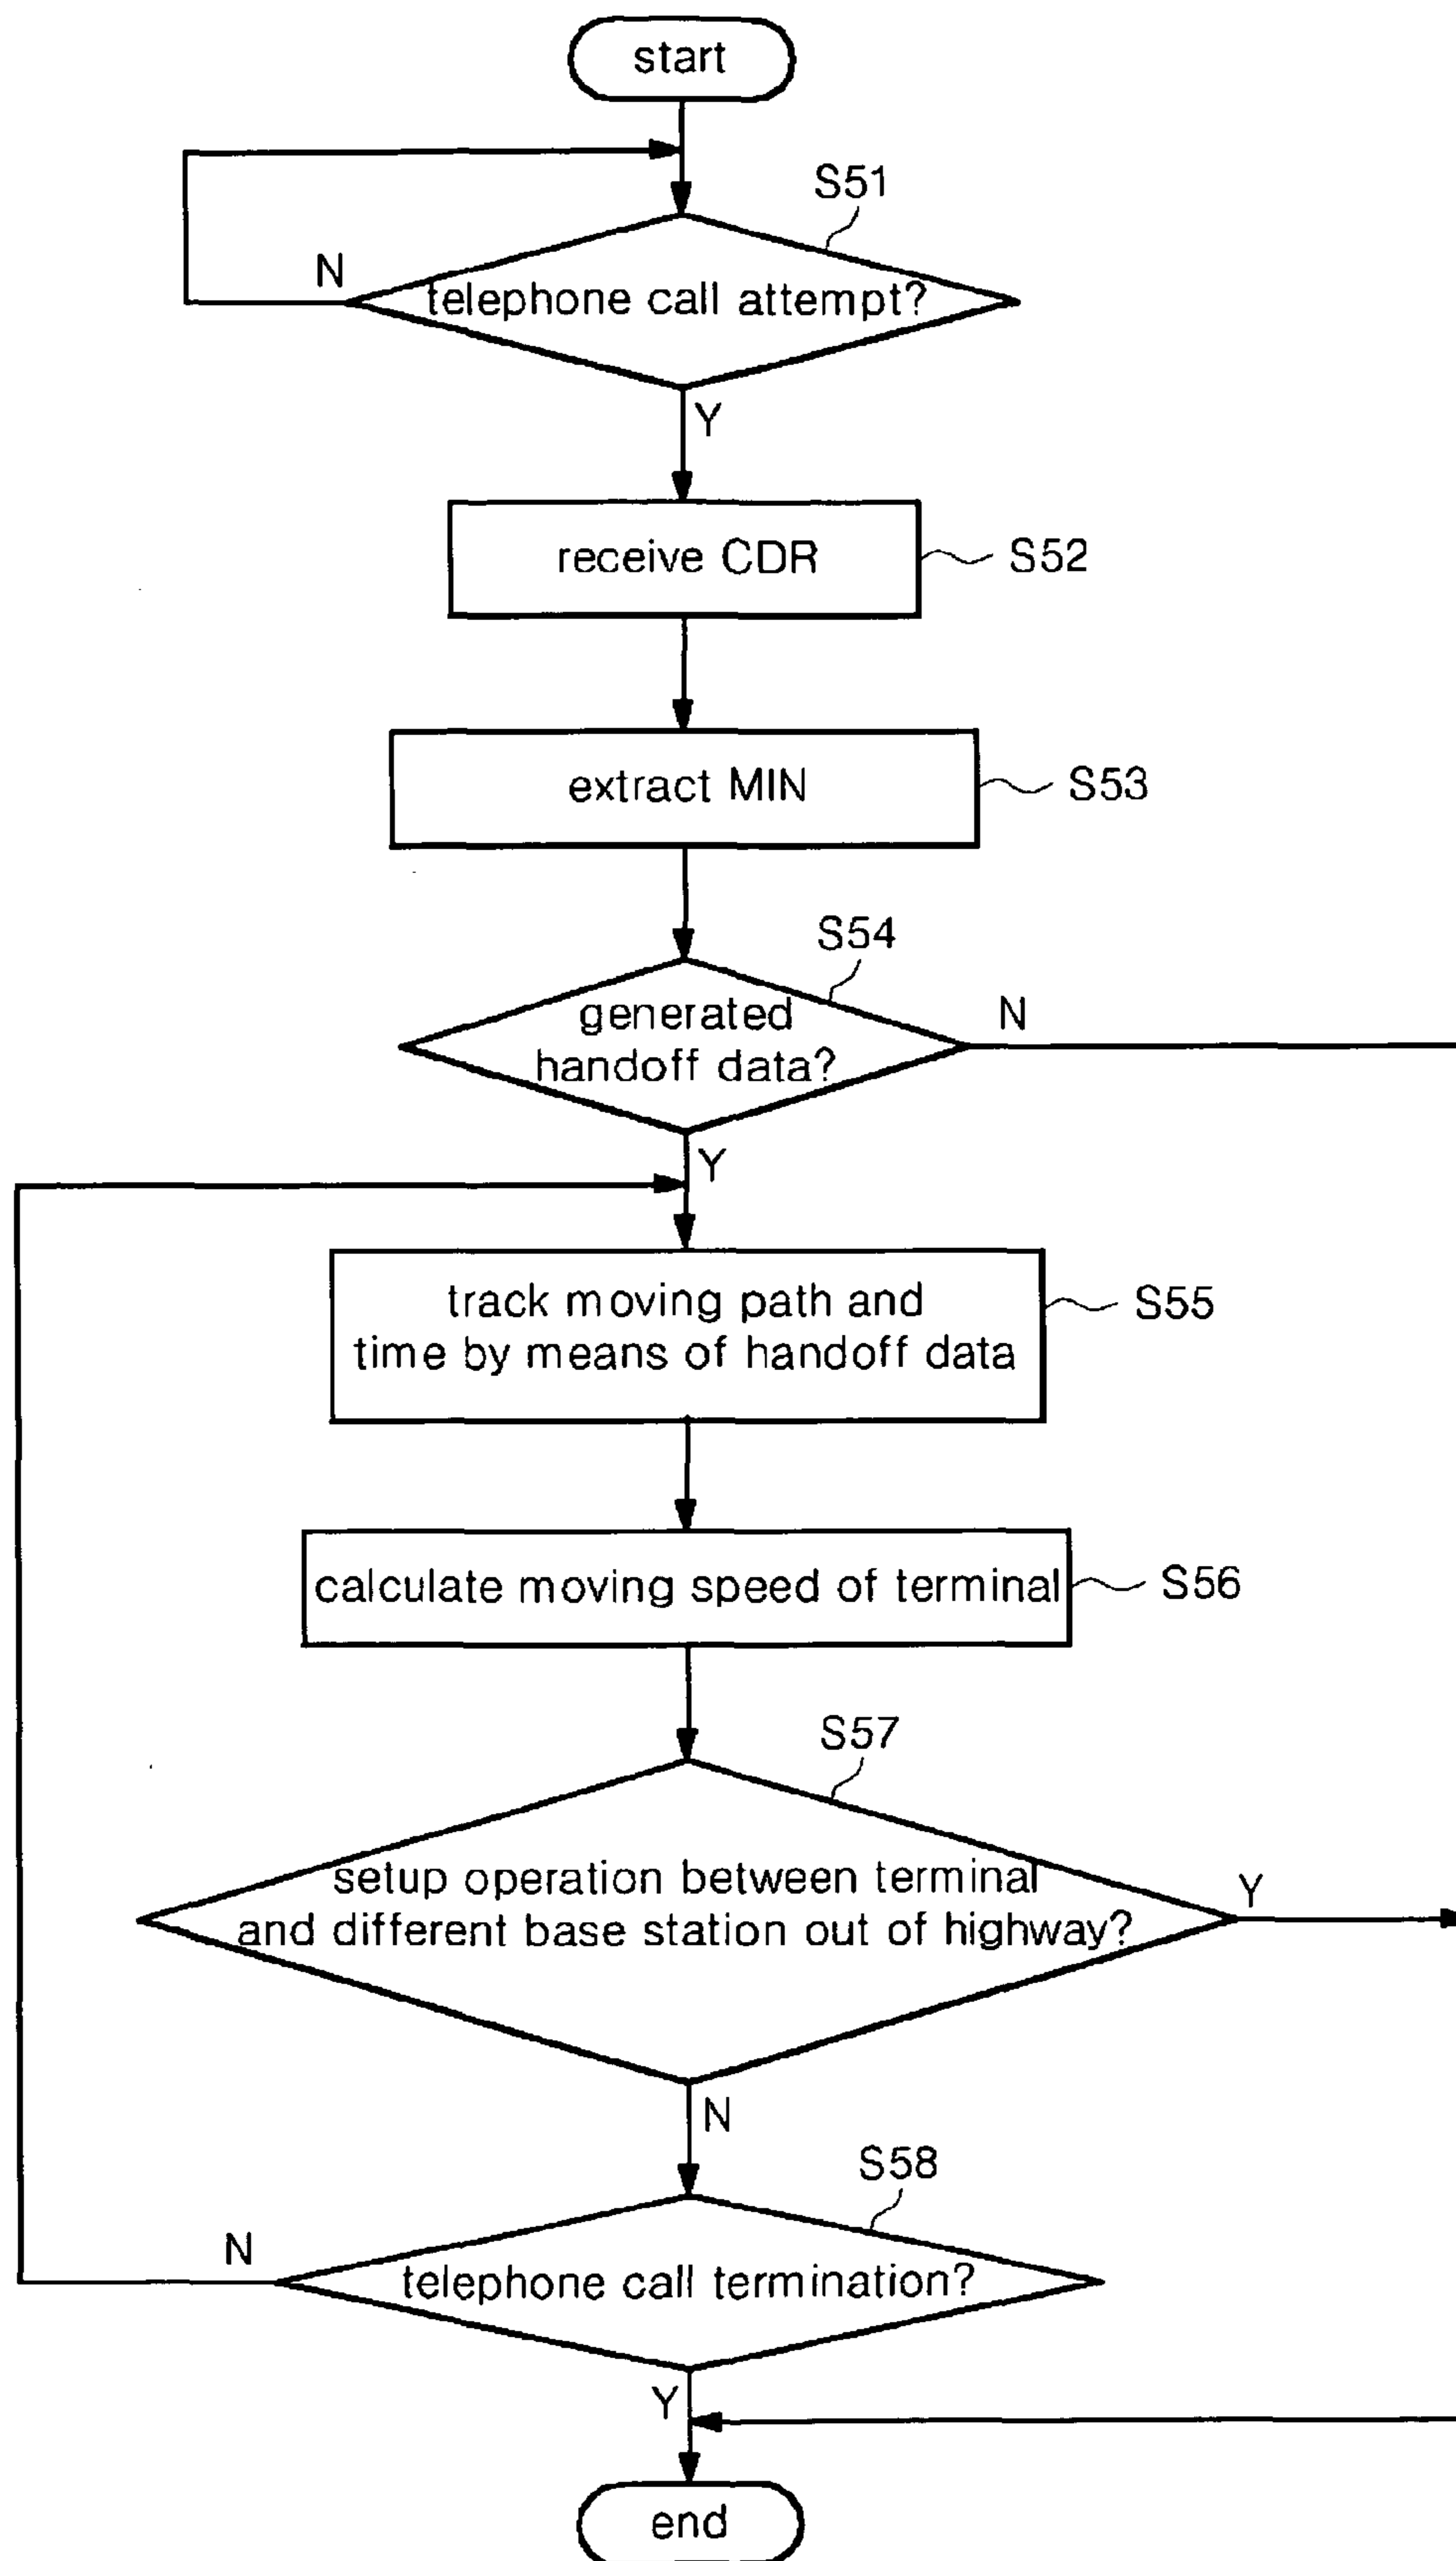 start
S51
N
telephone call attempt?
Y
receive CDR
S52
extract MIN
S53
S54
generated
handoff data?
N
Y
track moving path and
time by means of handoff data
S55
calculate moving speed of terminal
S56
S57
setup operation between terminal
and different base station out of highway?
Y
N
S58
N
telephone call termination?
Y
end